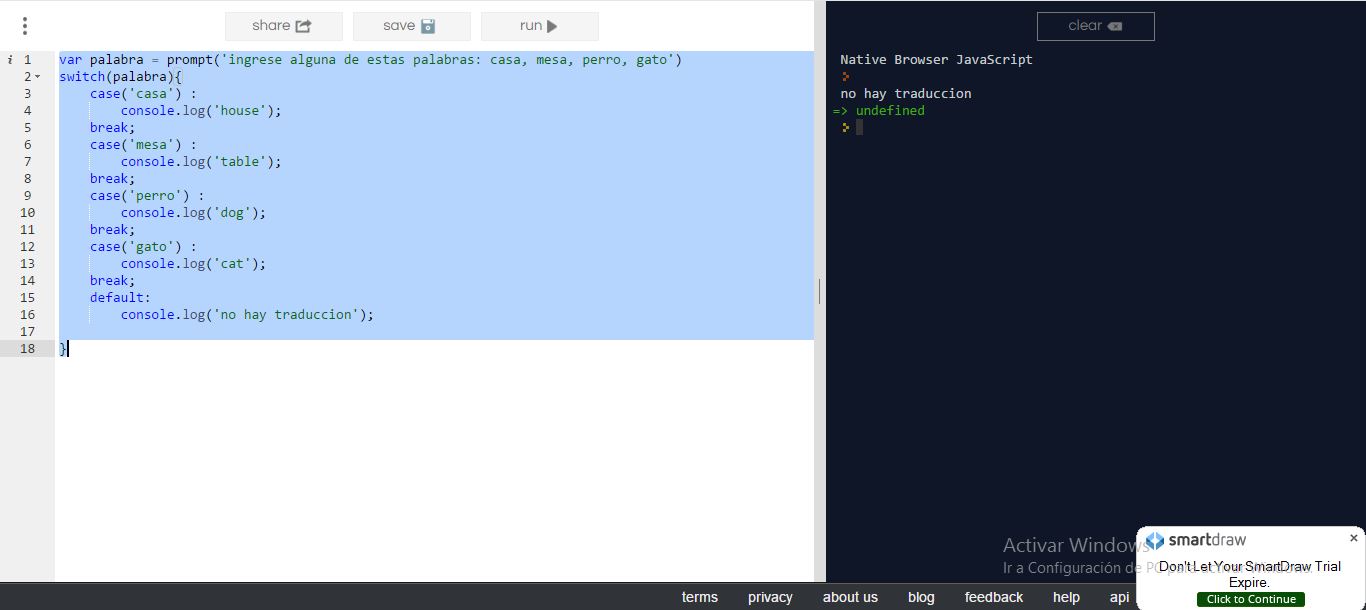 share save run
i 1 var palabra = prompt('ingrese alguna de estas palabras: casa, mesa, perro, gato')
2 switch(palabra){
3 case('casa') :
4 console.log('house');
5 break;
6 case('mesa') :
7 console.log('table');
8 break;
9 case('perro') :
10 console.log('dog');
11 break;
12 case('gato') :
13 console.log('cat');
14 break;
15 default:
16 console.log('no hay traduccion');
17
18 }
clear
Native Browser JavaScript
>
no hay traduccion
=> undefined
>
Activar Windows
Ir a Configuración de PC para activar Windows.
smartdraw ×
Don't Let Your SmartDraw Trial
Expire.
Click to Continue
terms privacy about us blog feedback help api